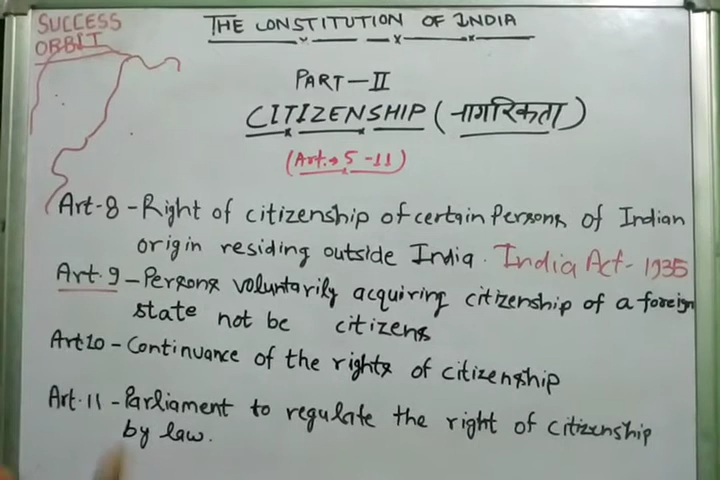 SUCCESS
ORBIT
THE CONSTITUTION OF INDIA
PART-II
CITIZENSHIP (नागरिकता)
(Art.→ 5 -11)
Art-8 - Right of citizenship of certain Persons of Indian
origin residing outside India. India Act- 1935
Art.9 - Persons voluntarily acquiring citizenship of a foreign
state not be citizens
Art10 - Continuance of the rights of citizenship
Art.11 - Parliament to regulate the right of citizenship
by law.